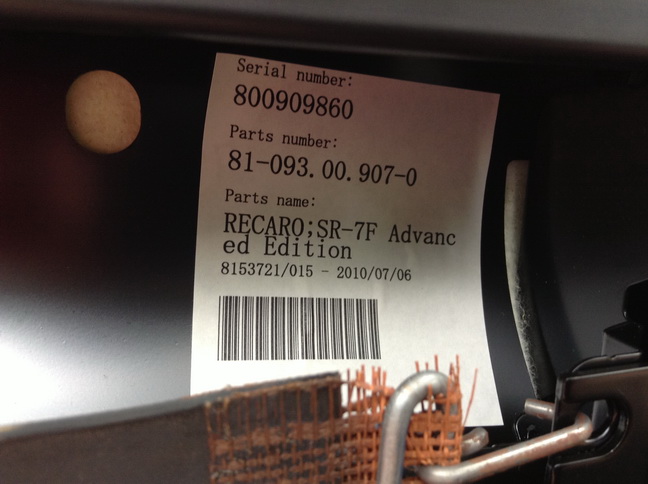 Serial number:
800909860
Parts number:
81-093.00.907-0
Parts name:
RECARO;SR-7F Advanc
ed Edition
8153721/015 - 2010/07/06